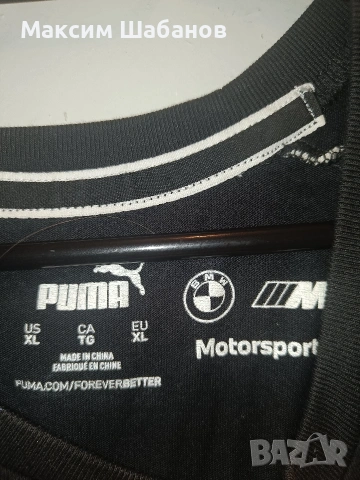 Максим Шабанов
PUMA
BMW
M
US CA EU
XL TG XL
Motorsport
MADE IN CHINA
FABRIQUÉ EN CHINE
PUMA.COM/FOREVERBETTER
BAZAR